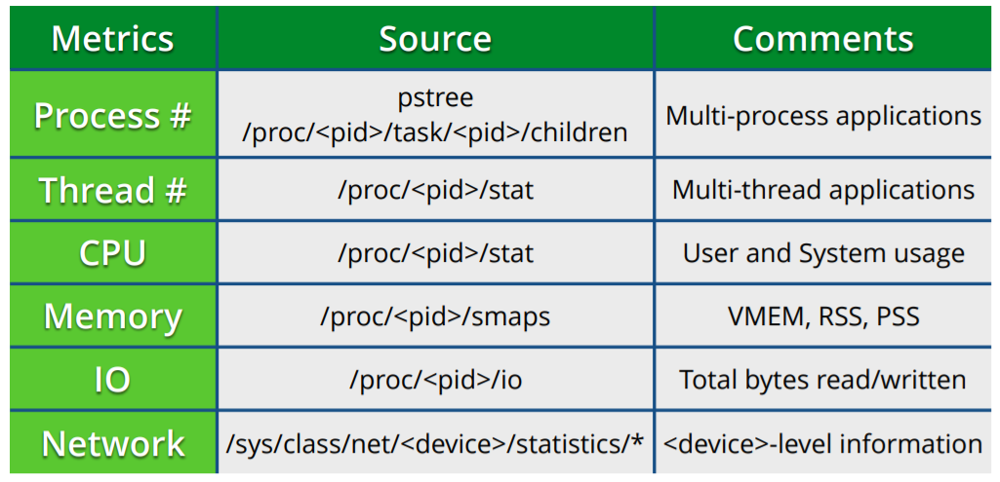 Metrics Source Comments
Process # pstree Multi-process applications
/proc/<pid>/task/<pid>/children
Thread # /proc/<pid>/stat Multi-thread applications
CPU /proc/<pid>/stat User and System usage
Memory /proc/<pid>/smaps VMEM, RSS, PSS
IO /proc/<pid>/io Total bytes read/written
Network /sys/class/net/<device>/statistics/* <device>-level information